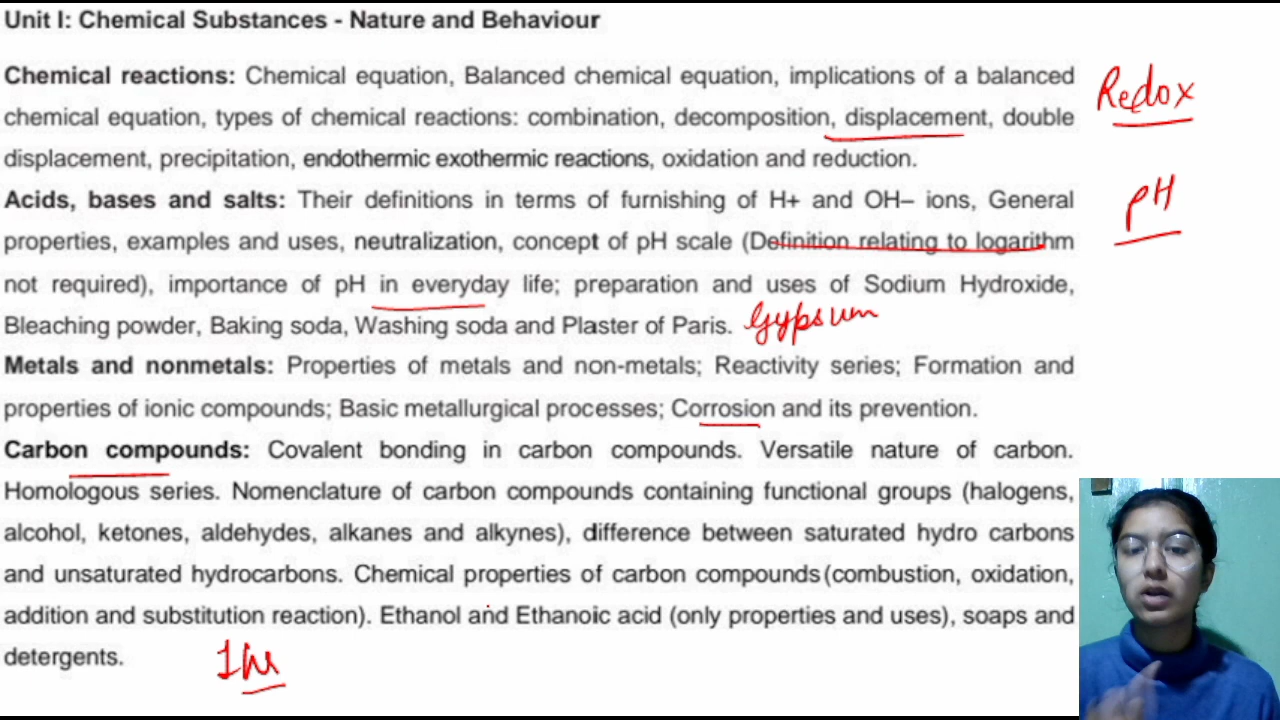 Unit I: Chemical Substances - Nature and Behaviour
Chemical reactions: Chemical equation, Balanced chemical equation, implications of a balanced
chemical equation, types of chemical reactions: combination, decomposition, displacement, double
displacement, precipitation, endothermic exothermic reactions, oxidation and reduction.
Redox
Acids, bases and salts: Their definitions in terms of furnishing of H+ and OH– ions, General
properties, examples and uses, neutralization, concept of pH scale (Definition relating to logarithm
not required), importance of pH in everyday life; preparation and uses of Sodium Hydroxide,
Bleaching powder, Baking soda, Washing soda and Plaster of Paris. Gypsum
pH
Metals and nonmetals: Properties of metals and non-metals; Reactivity series; Formation and
properties of ionic compounds; Basic metallurgical processes; Corrosion and its prevention.
Carbon compounds: Covalent bonding in carbon compounds. Versatile nature of carbon.
Homologous series. Nomenclature of carbon compounds containing functional groups (halogens,
alcohol, ketones, aldehydes, alkanes and alkynes), difference between saturated hydro carbons
and unsaturated hydrocarbons. Chemical properties of carbon compounds (combustion, oxidation,
addition and substitution reaction). Ethanol and Ethanoic acid (only properties and uses), soaps and
detergents.